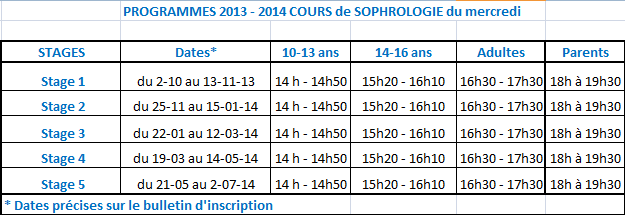 PROGRAMMES 2013 - 2014 COURS de SOPHROLOGIE du mercredi
STAGES Dates* 10-13 ans 14-16 ans Adultes Parents
Stage 1 du 2-10 au 13-11-13 14 h - 14h50 15h20 - 16h10 16h30 - 17h30 18h à 19h30
Stage 2 du 25-11 au 15-01-14 14 h - 14h50 15h20 - 16h10 16h30 - 17h30 18h à 19h30
Stage 3 du 22-01 au 12-03-14 14 h - 14h50 15h20 - 16h10 16h30 - 17h30 18h à 19h30
Stage 4 du 19-03 au 14-05-14 14 h - 14h50 15h20 - 16h10 16h30 - 17h30 18h à 19h30
Stage 5 du 21-05 au 2-07-14 14 h - 14h50 15h20 - 16h10 16h30 - 17h30 18h à 19h30
* Dates précises sur le bulletin d'inscription